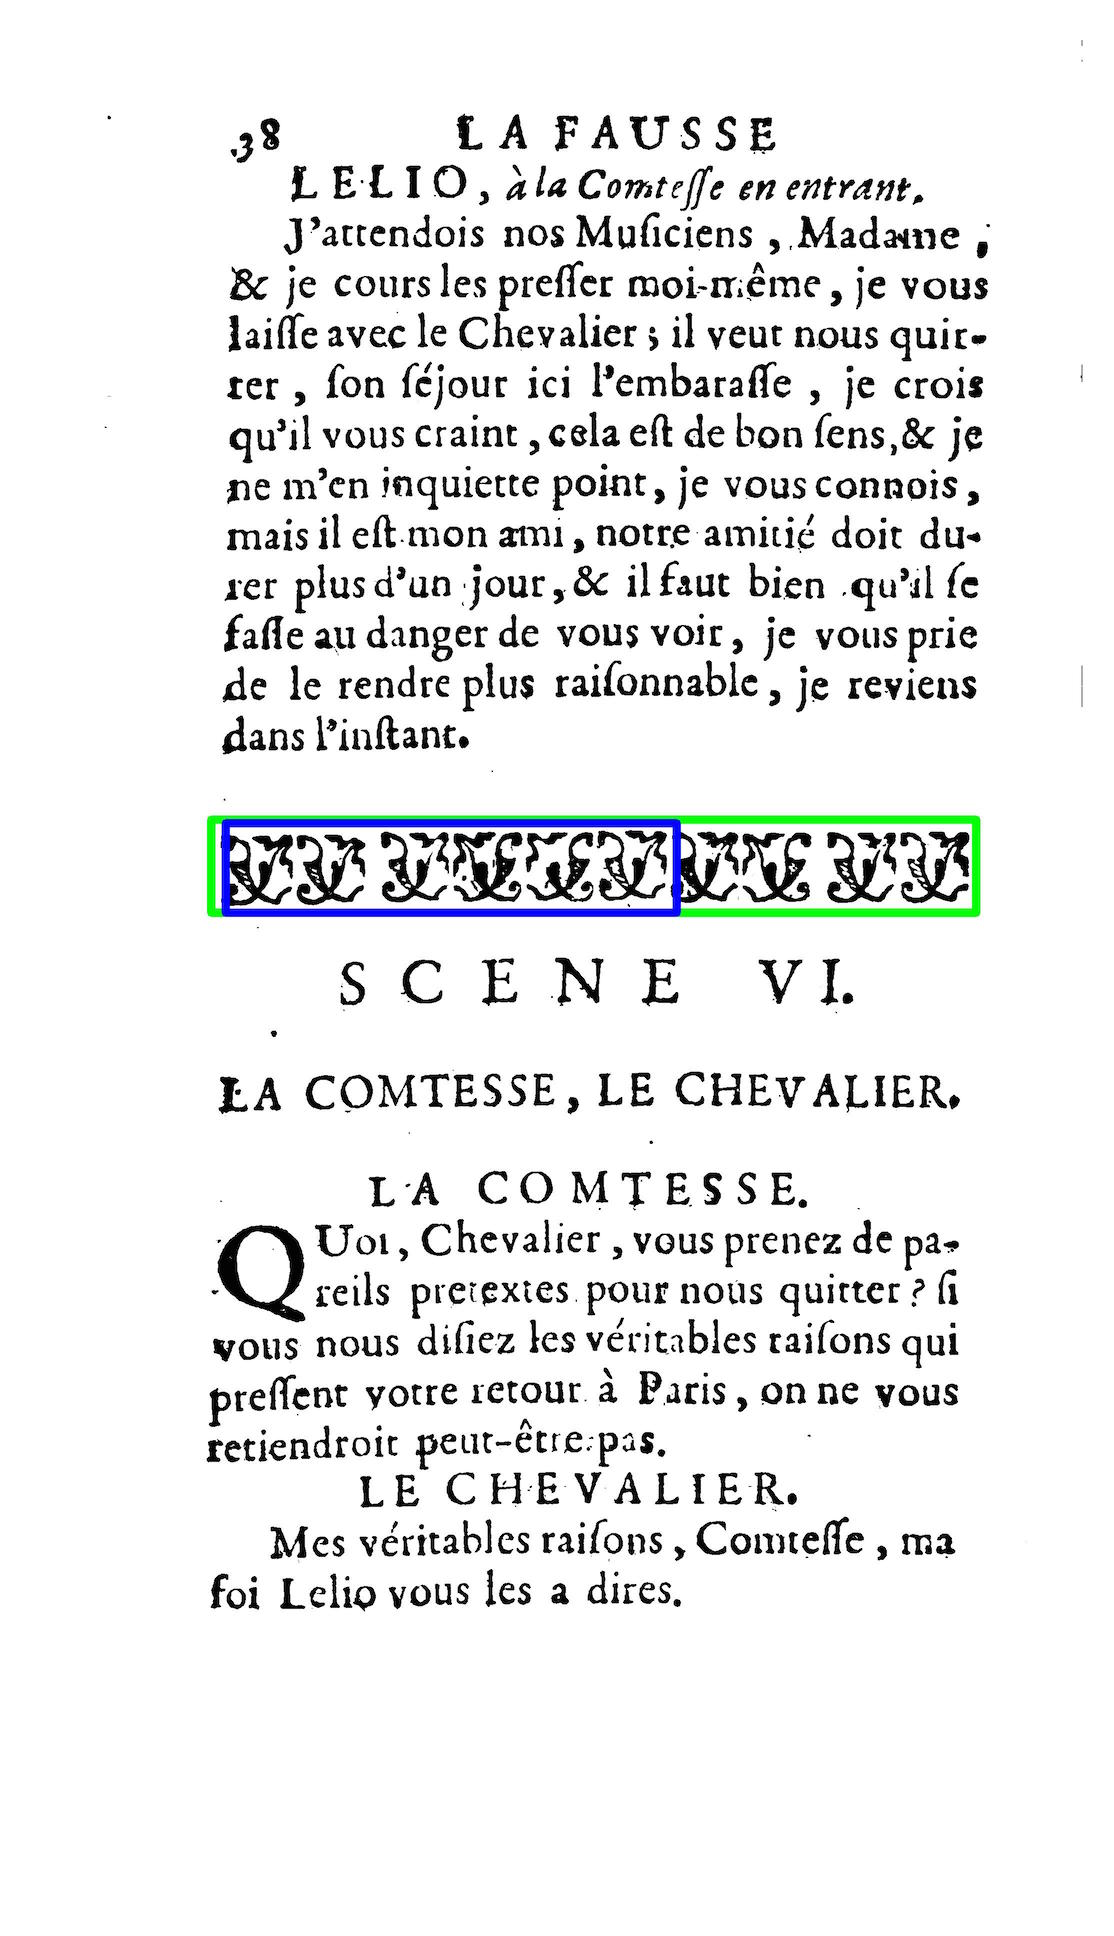 38 LA FAUSSE
LELIO, à la Comteſſe en entrant.
J'attendois nos Muſiciens, Madame,
& je cours les preſſer moi-même, je vous
laiſſe avec le Chevalier; il veut nous quit-
ter, ſon ſéjour ici l'embaraſſe, je crois
qu'il vous craint, cela eſt de bon ſens, & je
ne m'en inquiette point, je vous connois,
mais il eſt mon ami, notre amitié doit du-
rer plus d'un jour, & il faut bien qu'il ſe
faſſe au danger de vous voir, je vous prie
de le rendre plus raiſonnable, je reviens
dans l'inſtant.
SCENE VI.
LA COMTESSE, LE CHEVALIER.
LA COMTESSE.
QUoi, Chevalier, vous prenez de pa-
reils pretextes pour nous quitter? ſi
vous nous diſiez les véritables raiſons qui
preſſent votre retour à Paris, on ne vous
retiendroit peut-être pas.
LE CHEVALIER.
Mes véritables raiſons, Comteſſe, ma
foi Lelio vous les a dites.